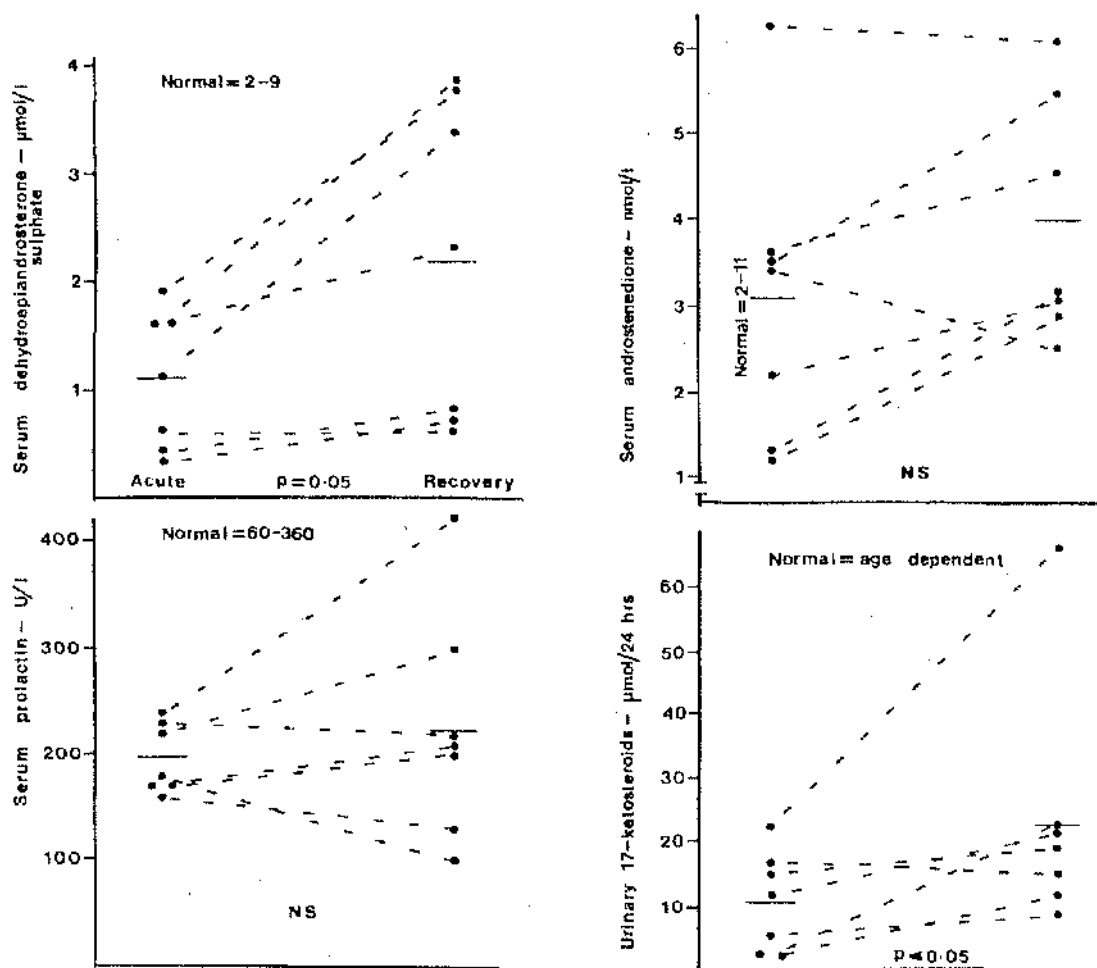 Serum dehydroepiandrosterone – µmol/l
sulphate
4
3
2
1
Normal=2-9
Acute
P=0·05
Recovery
Serum androstenedione – nmol/l
6
5
4
3
2
1
Normal=2-11
NS
Serum prolactin – U/l
400
300
200
100
Normal=60-360
NS
Urinary 17-ketosteroids – µmol/24 hrs
60
50
40
30
20
10
Normal=age dependent
P<0·05